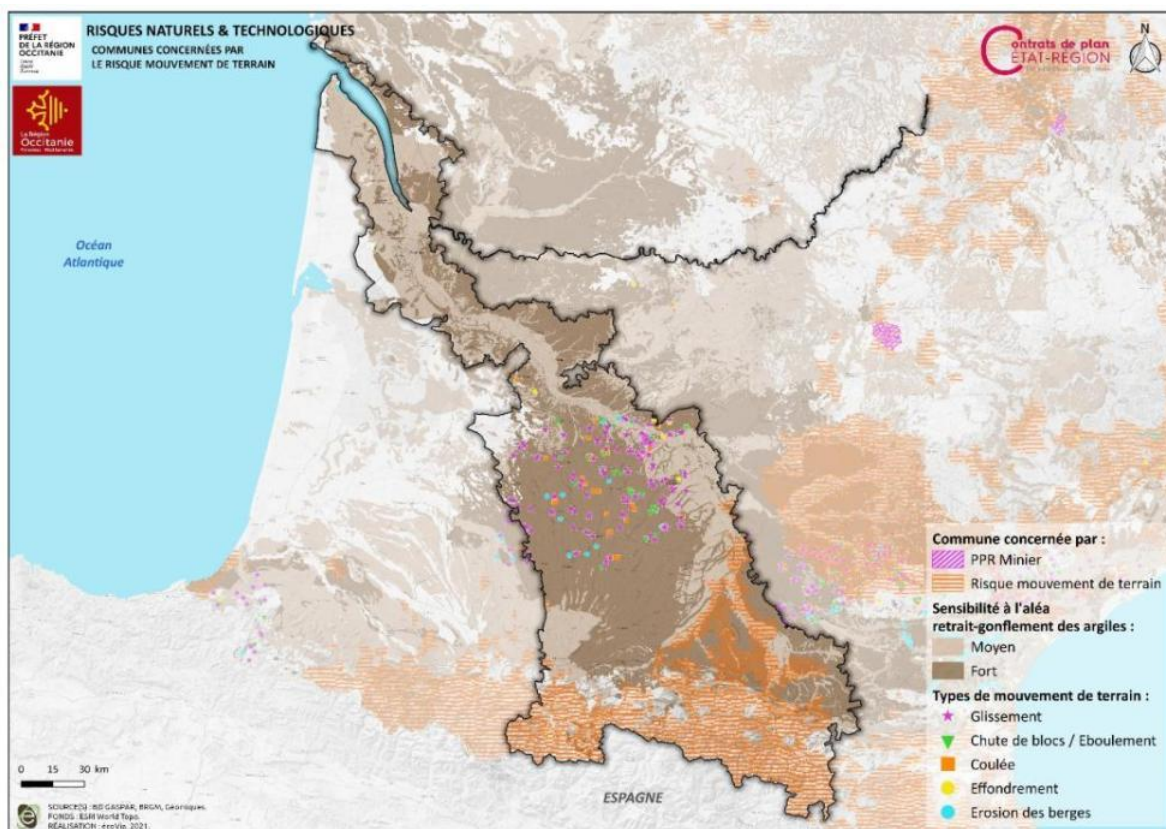 PRÉFET
DE LA RÉGION
OCCITANIE
RISQUES NATURELS & TECHNOLOGIQUES
COMMUNES CONCERNÉES PAR
LE RISQUE MOUVEMENT DE TERRAIN
La Région
Occitanie
Contrats de plan
ETAT-RÉGION
N
Océan
Atlantique
Commune concernée par :
PPR Minier
Risque mouvement de terrain
Sensibilité à l'aléa
retrait-gonflement des argiles :
Moyen
Fort
Types de mouvement de terrain :
Glissement
Chute de blocs / Eboulement
Coulée
Effondrement
Erosion des berges
0 15 30 km
ESPAGNE
SOURCE(S) : BD GASPAR, BRGM, Géorisques.
FONDS : ESRI World Topo.
RÉALISATION : 2021.